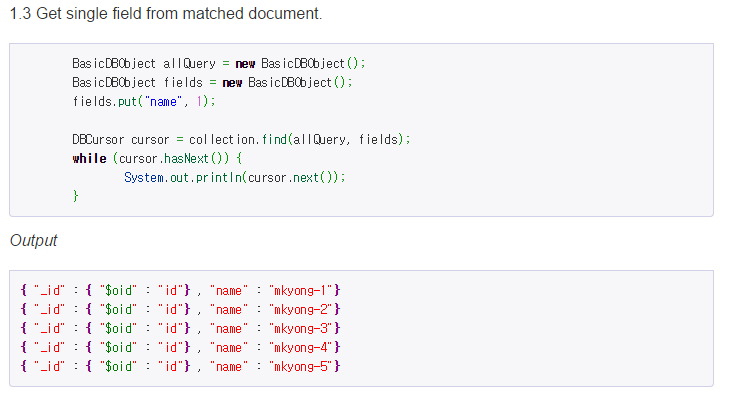 1.3 Get single field from matched document.
BasicDBObject allQuery = new BasicDBObject();
BasicDBObject fields = new BasicDBObject();
fields.put("name", 1);
DBCursor cursor = collection.find(allQuery, fields);
while (cursor.hasNext()) {
System.out.println(cursor.next());
}
Output
{ "_id" : { "$oid" : "id"} , "name" : "mkyong-1"}
{ "_id" : { "$oid" : "id"} , "name" : "mkyong-2"}
{ "_id" : { "$oid" : "id"} , "name" : "mkyong-3"}
{ "_id" : { "$oid" : "id"} , "name" : "mkyong-4"}
{ "_id" : { "$oid" : "id"} , "name" : "mkyong-5"}